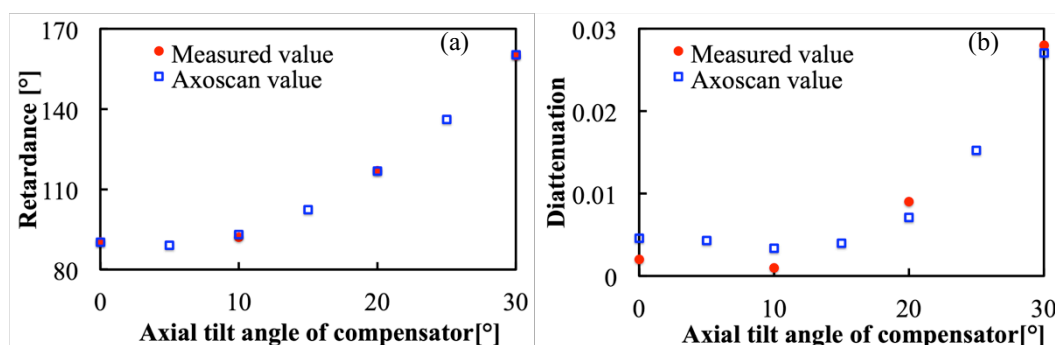 170
140
110
80
Retardance [°]
(a)
Measured value
Axoscan value
0
10
20
30
Axial tilt angle of compensator[°]
0.03
0.02
0.01
0
Diattenuation
(b)
Measured value
Axoscan value
0
10
20
30
Axial tilt angle of compensator[°]